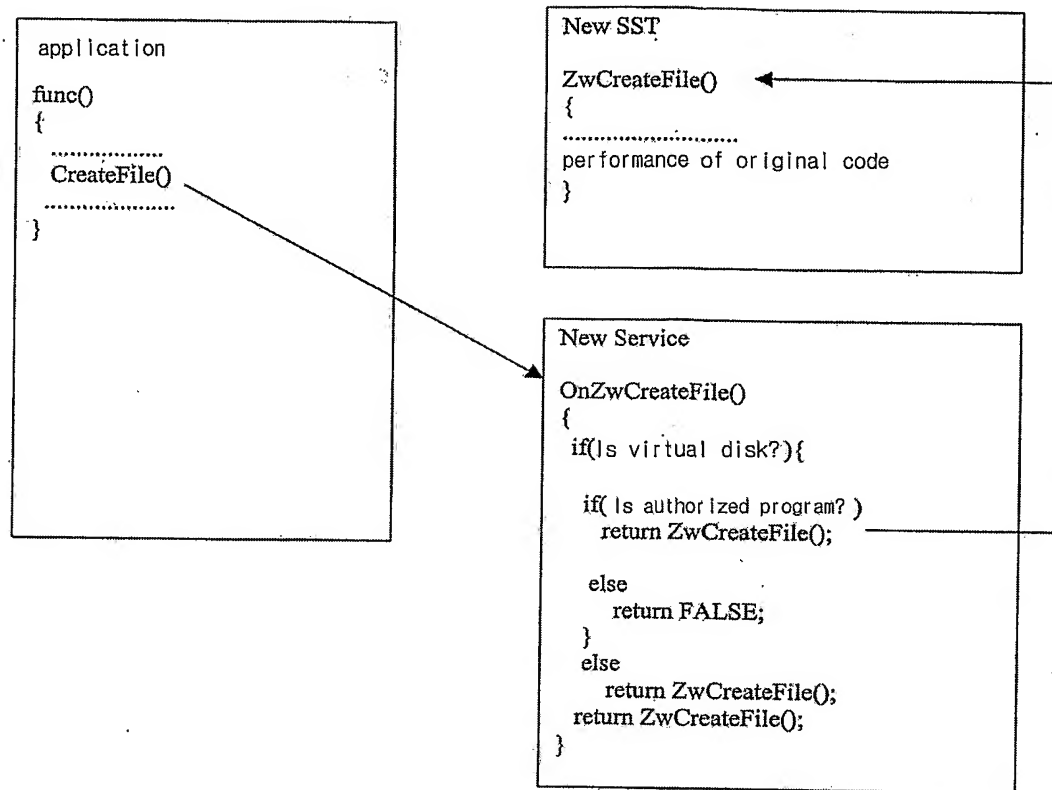 application
func()
{
....................
CreateFile()
.......................
}
New SST
ZwCreateFile()
{
...............................
performance of original code
}
New Service
OnZwCreateFile()
{
if(Is virtual disk?){
if( Is authorized program? )
return ZwCreateFile();
else
return FALSE;
}
else
return ZwCreateFile();
return ZwCreateFile();
}